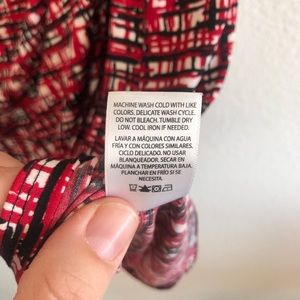 MACHINE WASH COLD WITH LIKE
COLORS. DELICATE WASH CYCLE.
DO NOT BLEACH. TUMBLE DRY
LOW. COOL IRON IF NEEDED.
LAVAR A MÁQUINA CON AGUA
FRÍA Y CON COLORES SIMILARES.
CICLO DELICADO. NO USAR
BLANQUEADOR. SECAR EN
MÁQUINA A TEMPERATURA BAJA.
PLANCHAR EN FRÍO SI SE
NECESITA.